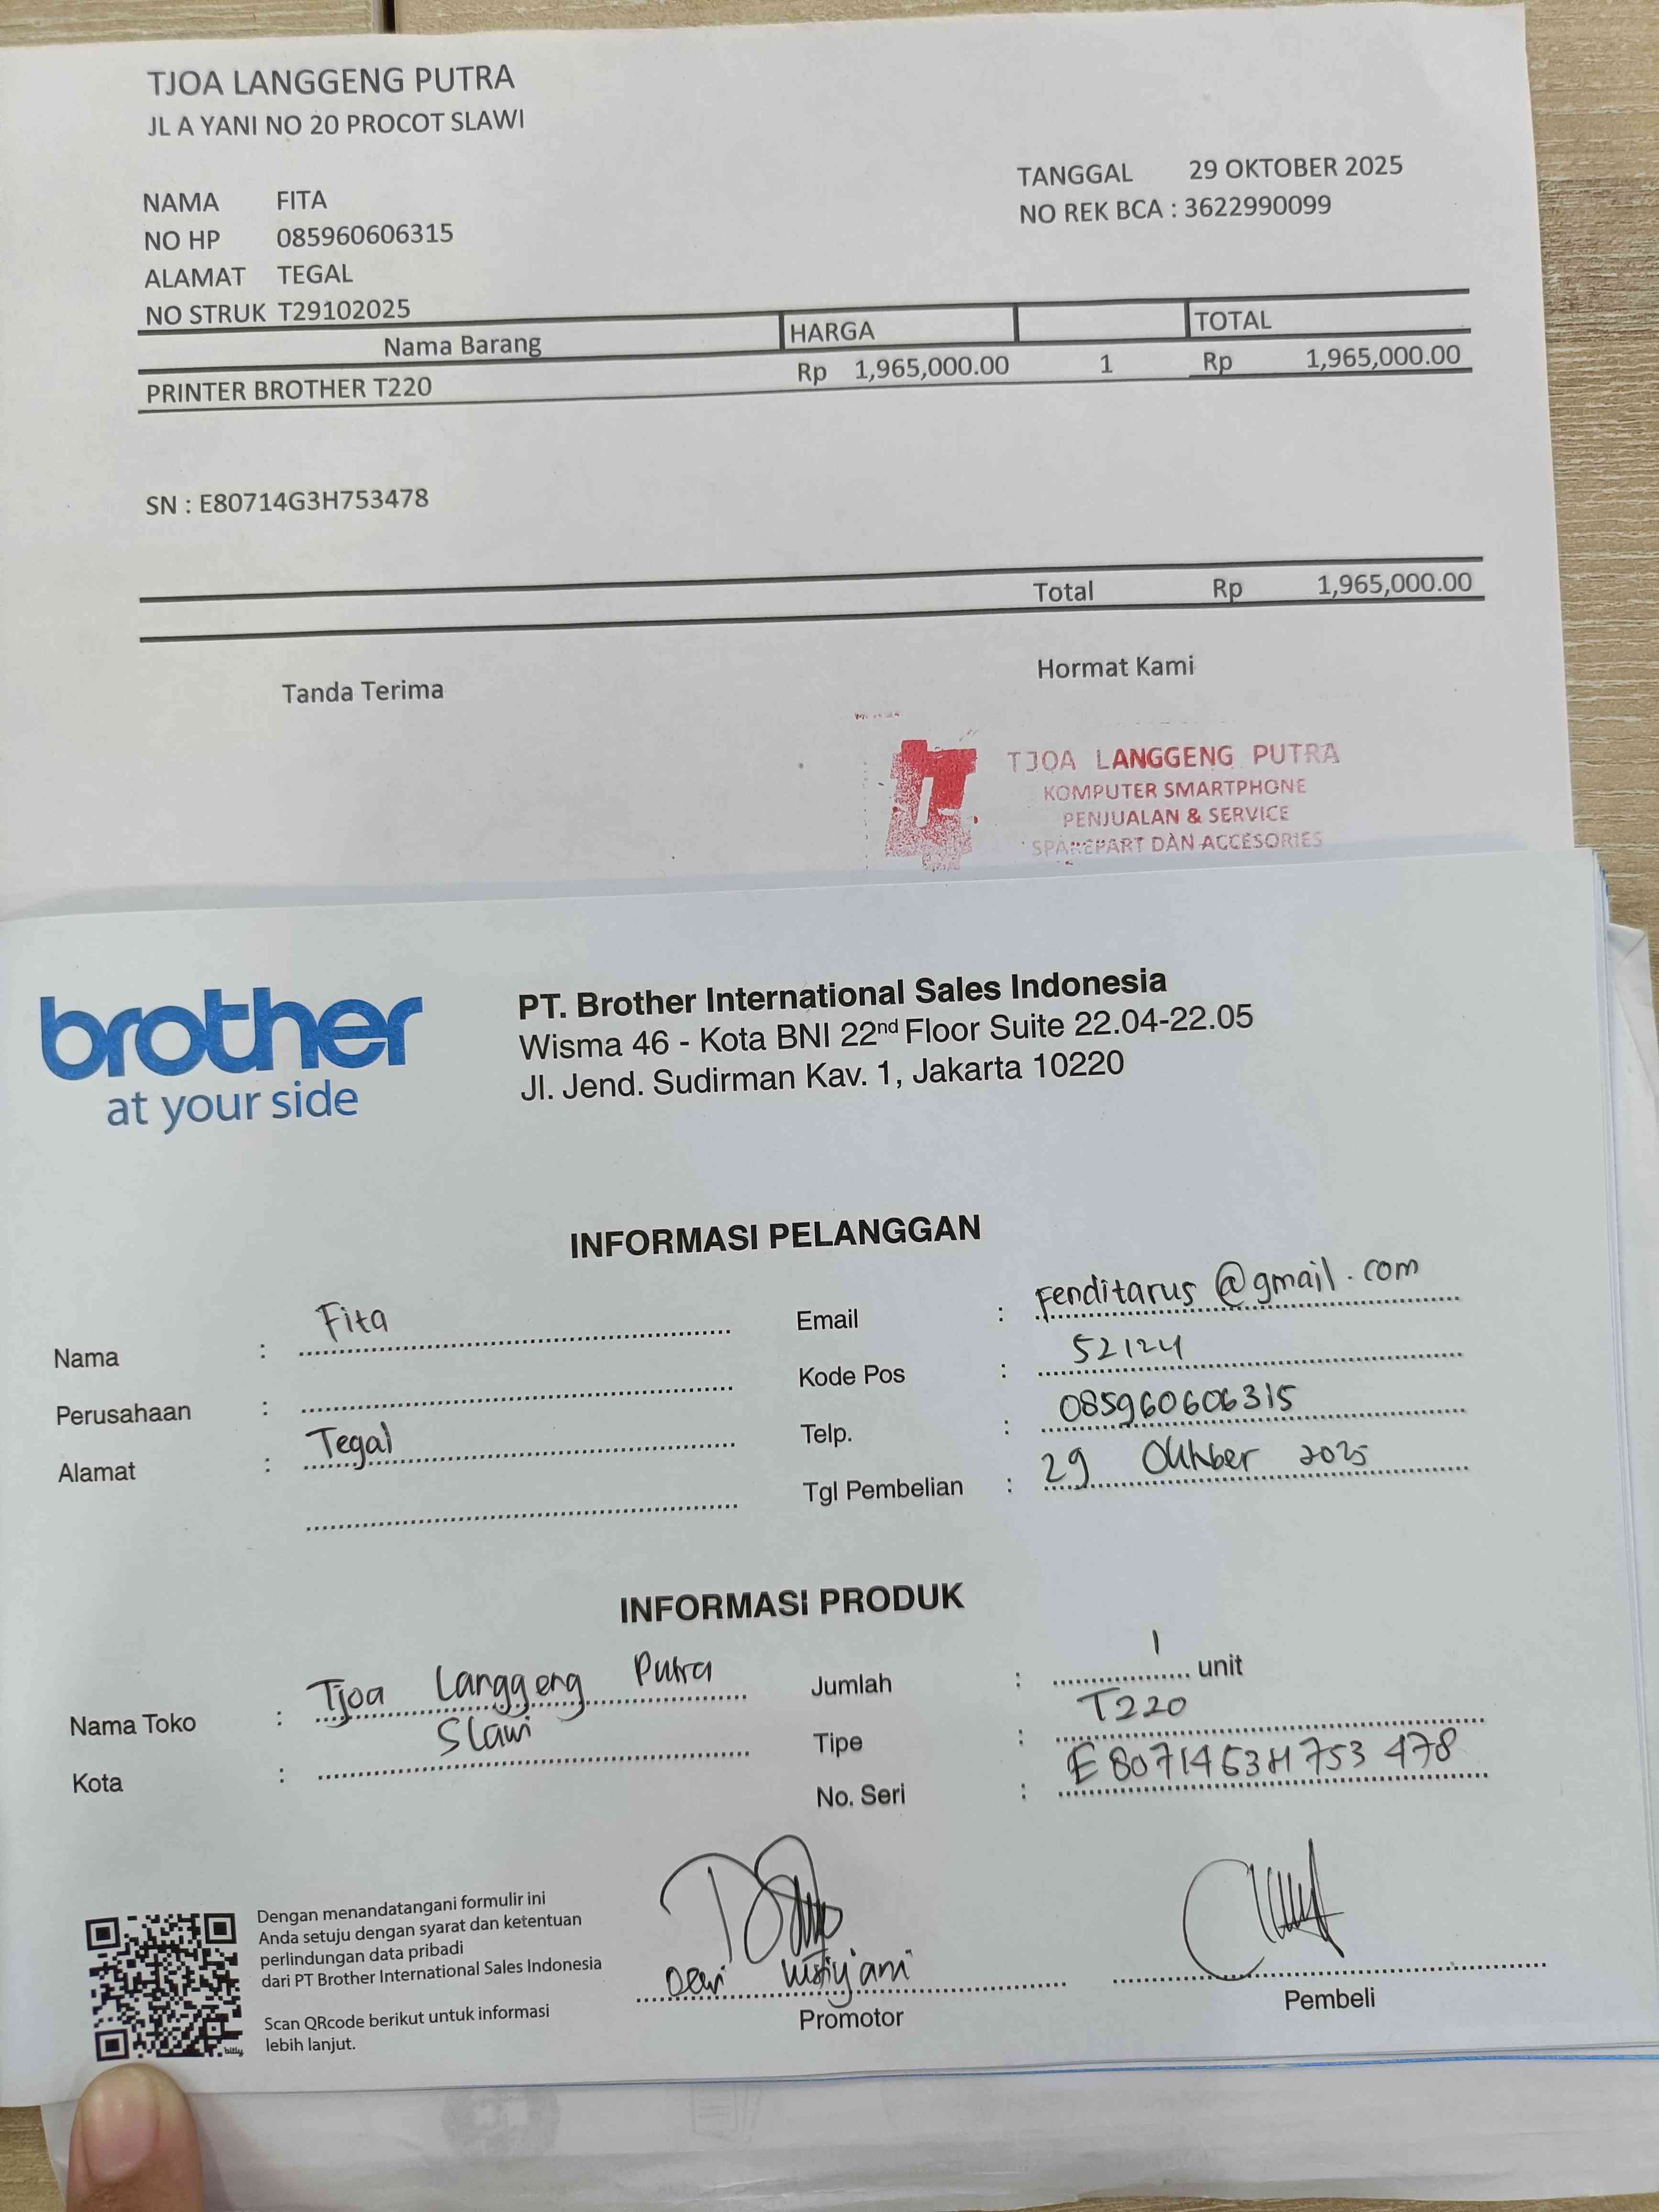 TJOA LANGGENG PUTRA
JL A YANI NO 20 PROCOT SLAWI
NAMA FITA
NO HP 085960606315
ALAMAT TEGAL
NO STRUK T29102025
TANGGAL 29 OKTOBER 2025
NO REK BCA : 3622990099
Nama Barang HARGA TOTAL
PRINTER BROTHER T220 Rp 1,965,000.00 1 Rp 1,965,000.00
SN : E80714G3H753478
Total Rp 1,965,000.00
Tanda Terima Hormat Kami
TJOA LANGGENG PUTRA
KOMPUTER SMARTPHONE
PENJUALAN & SERVICE
SPAREPART DAN ACCESORIES
brother
at your side
PT. Brother International Sales Indonesia
Wisma 46 - Kota BNI 22nd Floor Suite 22.04-22.05
Jl. Jend. Sudirman Kav. 1, Jakarta 10220
INFORMASI PELANGGAN
Nama : Fita
Perusahaan :
Alamat : Tegal
Email : Fenditarus@gmail.com
Kode Pos : 52124
Telp. : 085960606315
Tgl Pembelian : 29 Oktober 2025
INFORMASI PRODUK
Nama Toko : Tjoa Langgeng Putra
Kota : Slawi
Jumlah : 1 unit
Tipe : T220
No. Seri : E80714G3H753478
Dengan menandatangani formulir ini
Anda setuju dengan syarat dan ketentuan
perlindungan data pribadi
dari PT Brother International Sales Indonesia
Scan QRcode berikut untuk informasi
lebih lanjut.
bitly
Dewi
Promotor
Pembeli